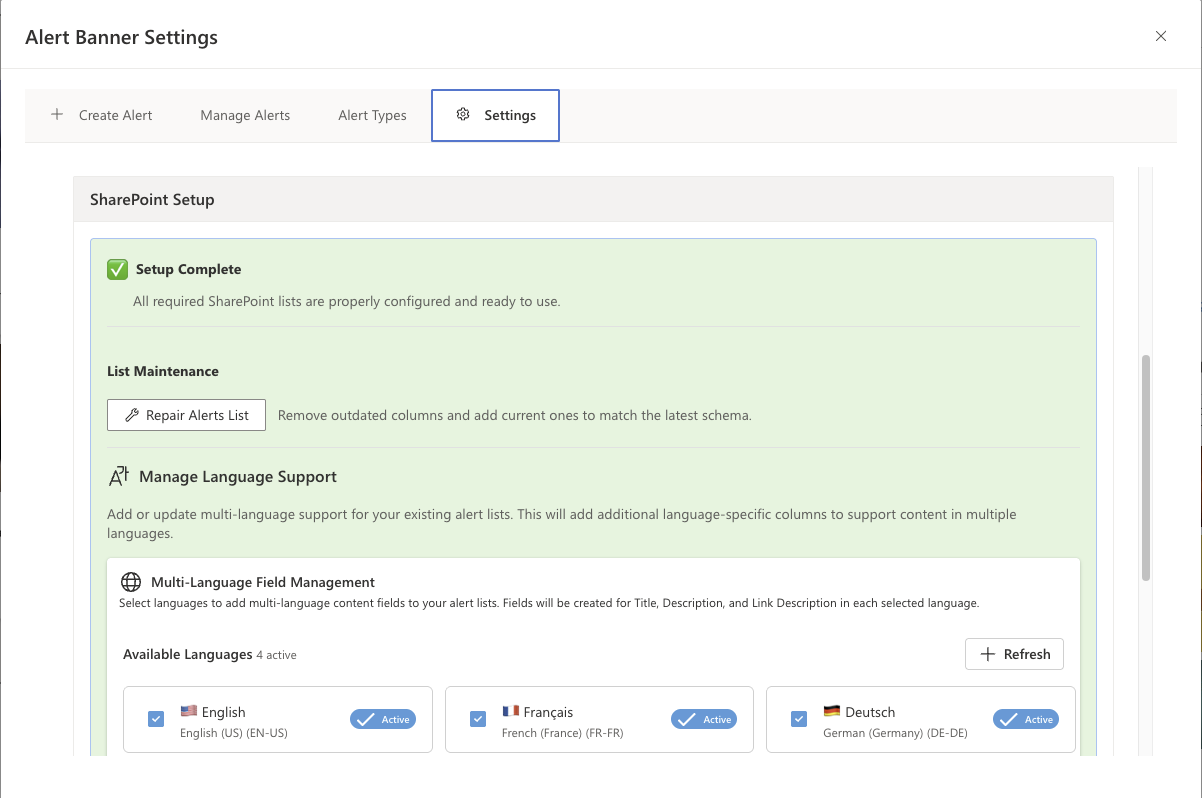 Alert Banner Settings
Create Alert
Manage Alerts
Alert Types
Settings
SharePoint Setup
Setup Complete
All required SharePoint lists are properly configured and ready to use.
List Maintenance
Repair Alerts List
Remove outdated columns and add current ones to match the latest schema.
Manage Language Support
Add or update multi-language support for your existing alert lists. This will add additional language-specific columns to support content in multiple
languages.
Multi-Language Field Management
Select languages to add multi-language content fields to your alert lists. Fields will be created for Title, Description, and Link Description in each selected language.
Available Languages 4 active
Refresh
English
English (US) (EN-US)
Active
Français
French (France) (FR-FR)
Active
Deutsch
German (Germany) (DE-DE)
Active